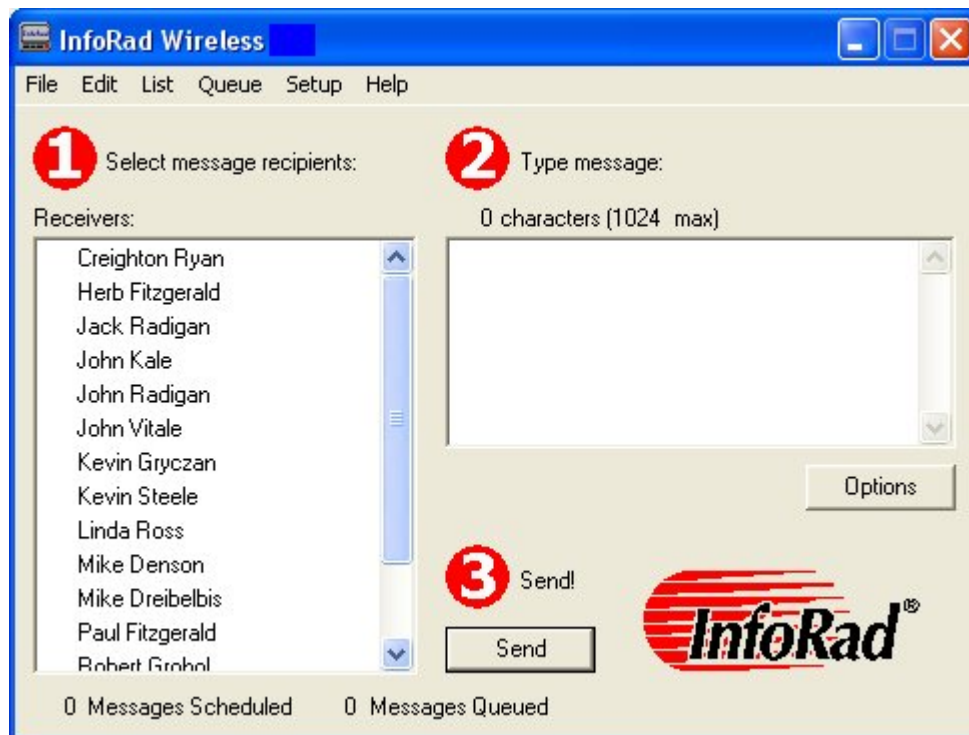 InfoRad Wireless
File Edit List Queue Setup Help
1 Select message recipients:
2 Type message:
Receivers:
0 characters (1024 max)
Creighton Ryan
Herb Fitzgerald
Jack Radigan
John Kale
John Radigan
John Vitale
Kevin Gryczan
Kevin Steele
Linda Ross
Mike Denson
Mike Dreibelbis
Paul Fitzgerald
Robert Grohol
Options
3 Send!
Send
InfoRad®
0 Messages Scheduled 0 Messages Queued